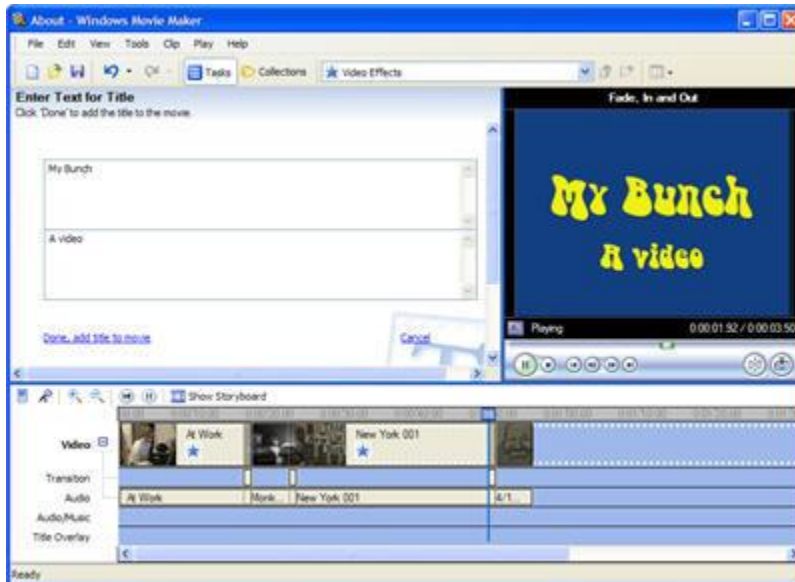 About - Windows Movie Maker
File Edit View Tools Clip Play Help
Tasks Collections Video Effects
Enter Text for Title
Click 'Done' to add the title to the movie.
My Bunch
A video
Done, add title to movie
Cancel
Fade, In and Out
My Bunch
A video
Playing 0:00:01.92 / 0:00:03.50
Show Storyboard
Video
At Work
New York 001
Transition
Audio
At Work
Monk...
New York 001
4/1...
Audio/Music
Title Overlay
Ready